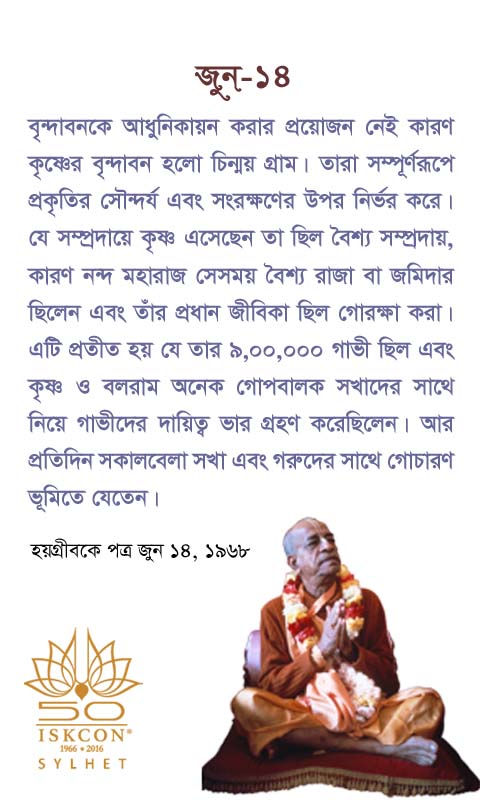 জুন্-১৪
বৃন্দাবনকে আধুনিকায়ন করার প্রয়োজন নেই কারণ
কৃষ্ণের বৃন্দাবন হলো চিন্ময় গ্রাম। তারা সম্পূর্ণরূপে
প্রকৃতির সৌন্দর্য এবং সংরক্ষণের উপর নির্ভর করে।
যে সম্প্রদায়ে কৃষ্ণ এসেছেন তা ছিল বৈশ্য সম্প্রদায়,
কারণ নন্দ মহারাজ সেসময় বৈশ্য রাজা বা জমিদার
ছিলেন এবং তাঁর প্রধান জীবিকা ছিল গোরক্ষা করা।
এটি প্রতীত হয় যে তার ৯,০০,০০০ গাভী ছিল এবং
কৃষ্ণ ও বলরাম অনেক গোপবালক সখাদের সাথে
নিয়ে গাভীদের দায়িত্ব ভার গ্রহণ করেছিলেন। আর
প্রতিদিন সকালবেলা সখা এবং গরুদের সাথে গোচারণ
ভূমিতে যেতেন।
হয়গ্রীবকে পত্র জুন ১৪, ১৯৬৮
50
ISKCON®
1966 • 2016
SYLHET